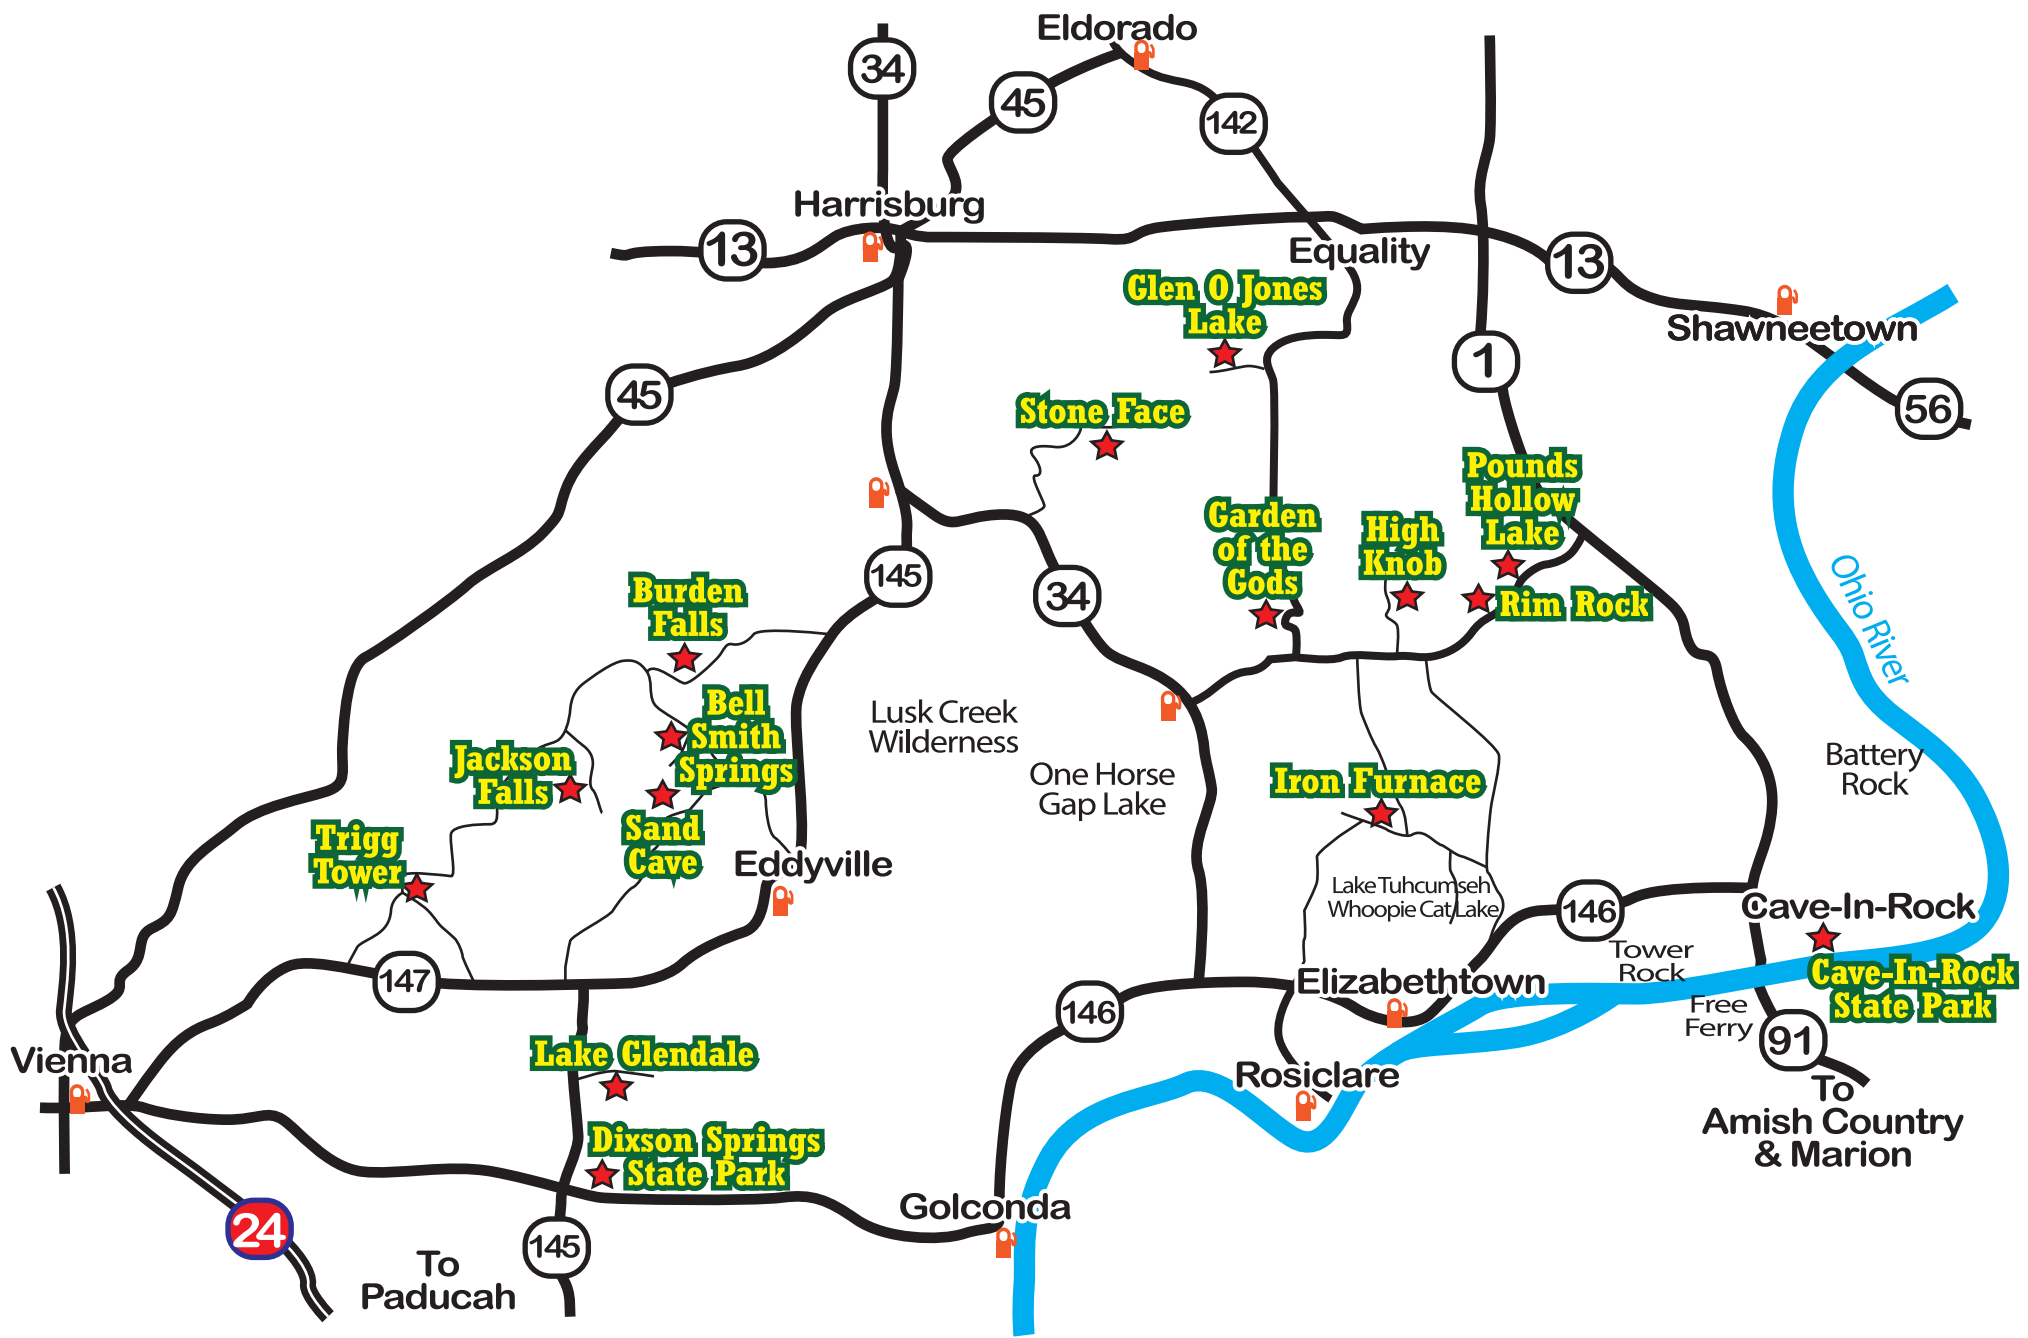 Eldorado
34
45
142
Harrisburg
13
Equality
13
Glen O Jones
Lake
Shawneetown
1
45
Stone Face
56
Pounds
Hollow
Lake
Garden
of the
Gods
High
Knob
145
34
Burden
Falls
Rim Rock
Ohio River
Lusk Creek
Wilderness
Bell
Smith
Springs
Jackson
Falls
One Horse
Gap Lake
Battery
Rock
Iron Furnace
Trigg
Tower
Sand
Cave
Eddyville
Lake Tuhcumseh
Whoopie Cat Lake
146
Cave-In-Rock
Tower
Rock
147
Elizabethtown
Cave-In-Rock
State Park
146
Free
Ferry
91
Vienna
Lake Glendale
Rosiclare
To
Amish Country
& Marion
Dixson Springs
State Park
Golconda
24
145
To
Paducah